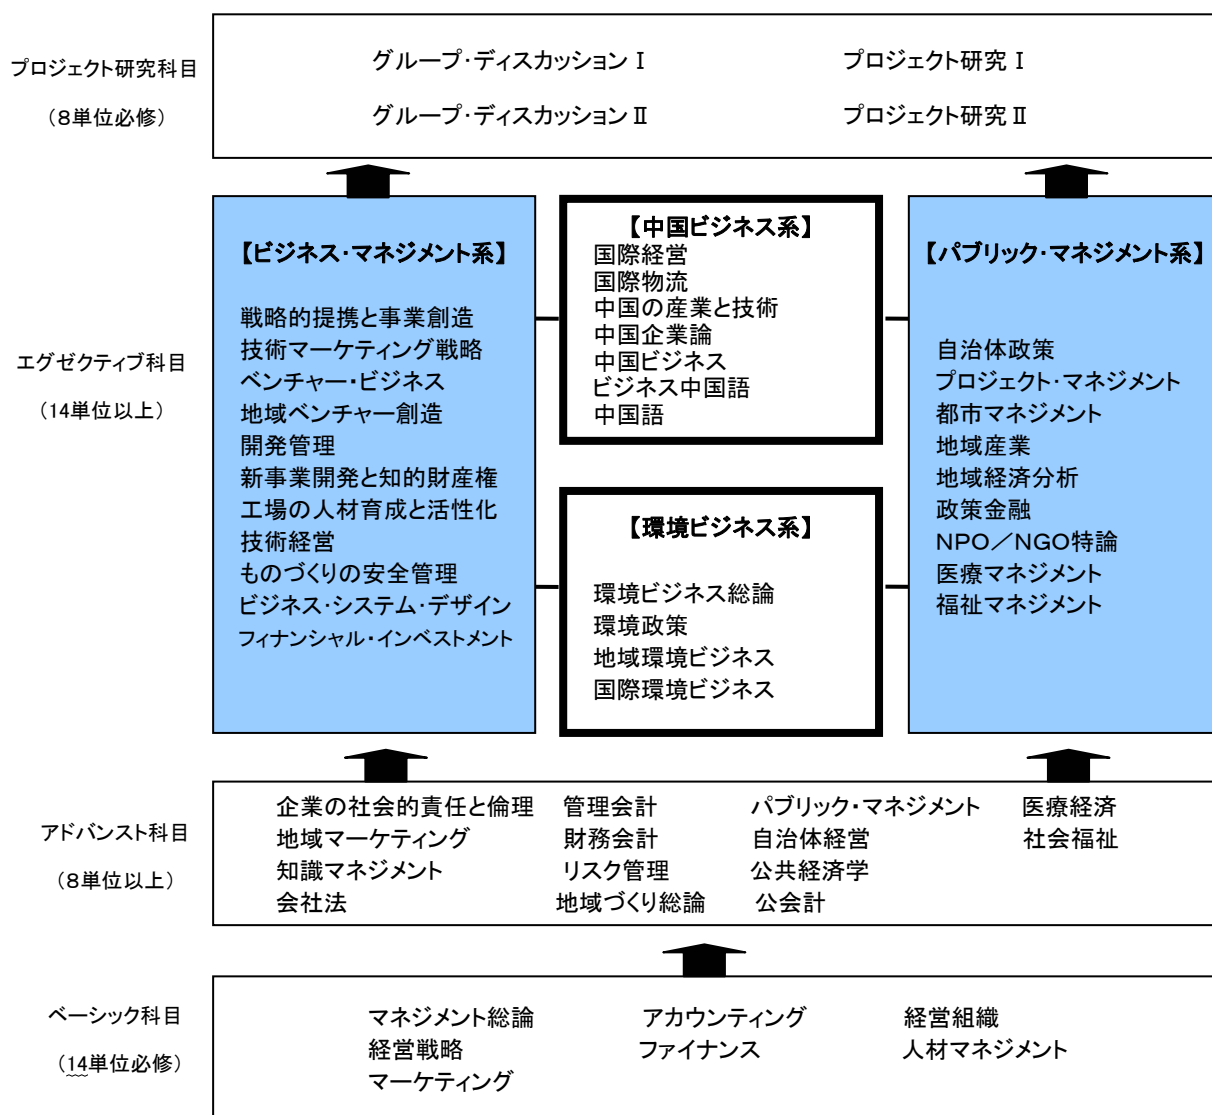 プロジェクト研究科目
（８単位必修）
グループ・ディスカッションⅠ
プロジェクト研究Ⅰ
グループ・ディスカッションⅡ
プロジェクト研究Ⅱ
エグゼクティブ科目
（14単位以上）
【ビジネス・マネジメント系】
戦略的提携と事業創造
技術マーケティング戦略
ベンチャー・ビジネス
地域ベンチャー創造
開発管理
新事業開発と知的財産権
工場の人材育成と活性化
技術経営
ものづくりの安全管理
ビジネス・システム・デザイン
フィナンシャル・インベストメント
【中国ビジネス系】
国際経営
国際物流
中国の産業と技術
中国企業論
中国ビジネス
ビジネス中国語
中国語
【環境ビジネス系】
環境ビジネス総論
環境政策
地域環境ビジネス
国際環境ビジネス
【パブリック・マネジメント系】
自治体政策
プロジェクト・マネジメント
都市マネジメント
地域産業
地域経済分析
政策金融
ＮＰＯ／ＮＧＯ特論
医療マネジメント
福祉マネジメント
アドバンスト科目
（８単位以上）
企業の社会的責任と倫理
管理会計
パブリック・マネジメント
医療経済
地域マーケティング
財務会計
自治体経営
社会福祉
知識マネジメント
リスク管理
公共経済学
会社法
地域づくり総論
公会計
ベーシック科目
（14単位必修）
マネジメント総論
アカウンティング
経営組織
経営戦略
ファイナンス
人材マネジメント
マーケティング